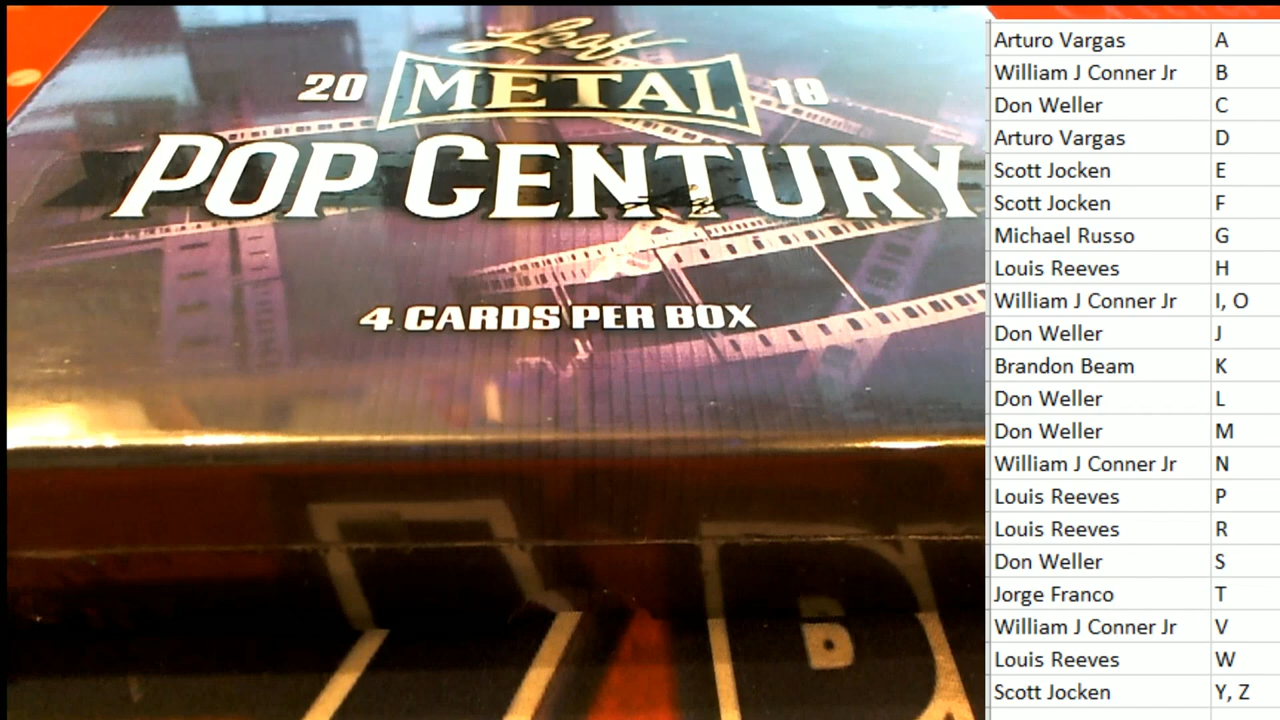 Leaf
20 METAL 18
POP CENTURY
4 CARDS PER BOX
Arturo Vargas A
William J Conner Jr B
Don Weller C
Arturo Vargas D
Scott Jocken E
Scott Jocken F
Michael Russo G
Louis Reeves H
William J Conner Jr I, O
Don Weller J
Brandon Beam K
Don Weller L
Don Weller M
William J Conner Jr N
Louis Reeves P
Louis Reeves R
Don Weller S
Jorge Franco T
William J Conner Jr V
Louis Reeves W
Scott Jocken Y, Z